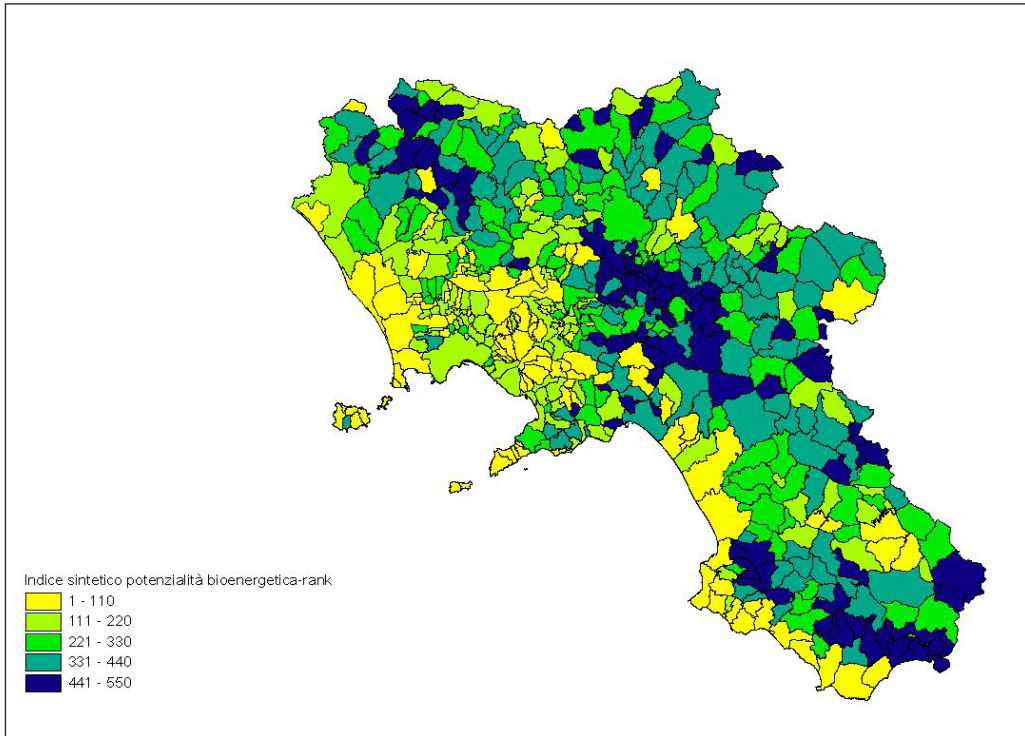 Indice sintetico potenzialità bioenergetica-rank
1 - 110
111 - 220
221 - 330
331 - 440
441 - 550